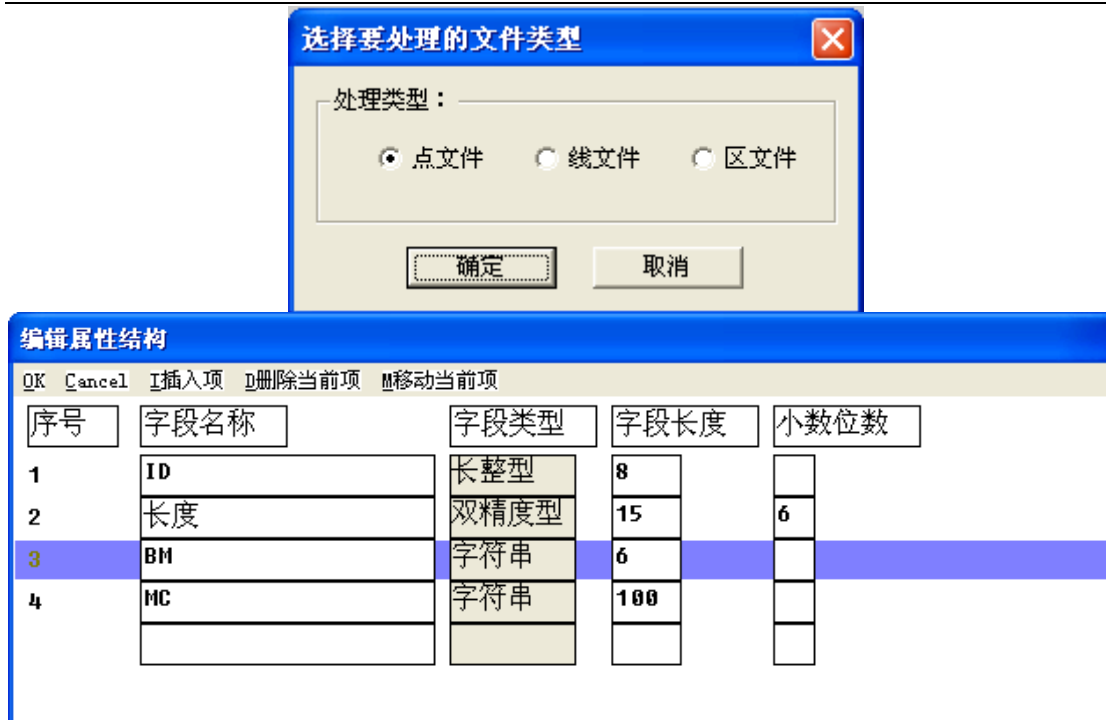 选择要处理的文件类型
处理类型：
点文件 线文件 区文件
确定 取消
编辑属性结构
OK Cancel I插入项 D删除当前项 M移动当前项
序号 字段名称 字段类型 字段长度 小数位数
1 ID 长整型 8
2 长度 双精度型 15 6
3 BM 字符串 6
4 MC 字符串 100